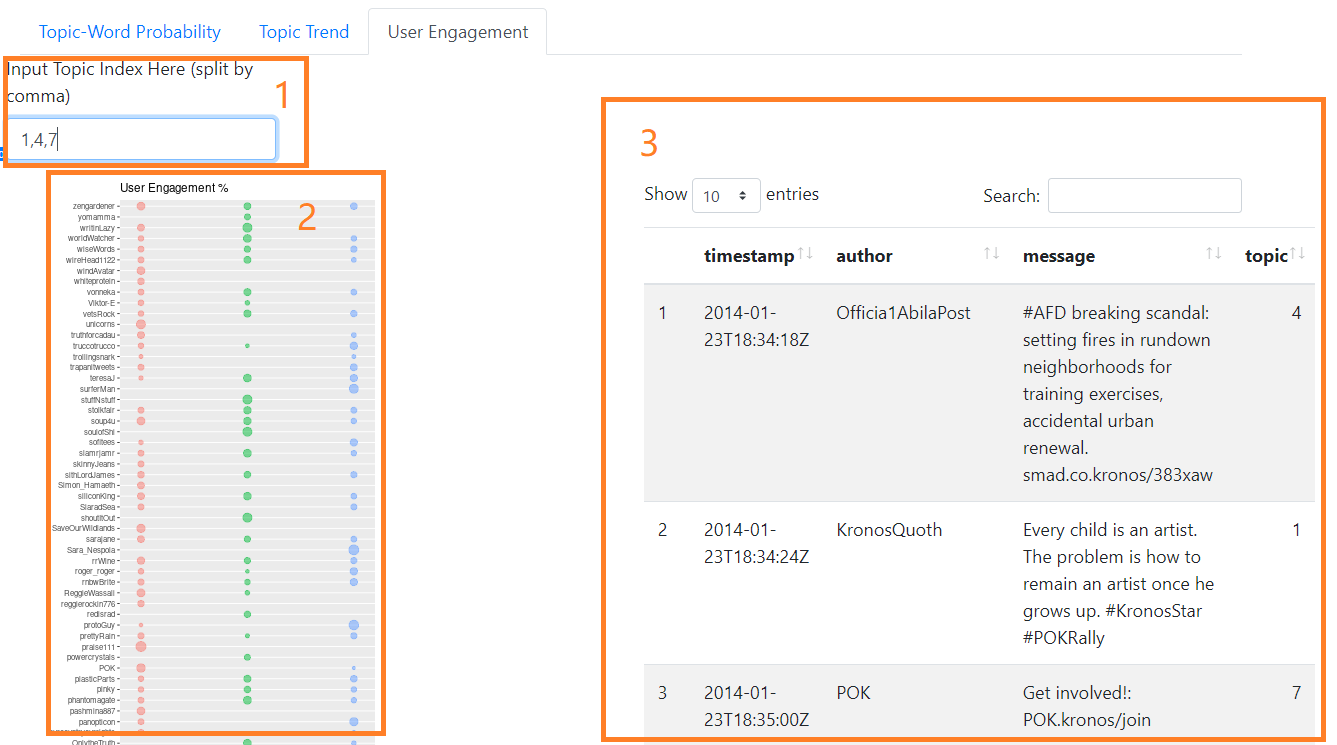 Topic-Word Probability Topic Trend User Engagement
Input Topic Index Here (split by
comma)
1
1,4,7
User Engagement %
2
zengardener
yomamma
writinLazy
worldWatcher
wiseWords
wireHead1122
windAvatar
whiteprotein
vonneka
Viktor-E
vetsRock
unicorns
truthforcadau
truccotrucco
trollingsnark
trapanitweets
teresaJ
surferMan
stuffNstuff
stolkfair
soup4u
soulofShi
sofitees
slamrjamr
skinnyJeans
sithLordJames
Simon_Hamaeth
siliconKing
SiaradSea
shoutItOut
SaveOurWildlands
sarajane
Sara_Nespola
rrWine
roger_roger
rnbwBrite
ReggieWassali
reggierockin776
redisrad
protoGuy
prettyRain
praise111
powercrystals
POK
plasticParts
pinky
phantomagate
pashmina887
panopticon
OnlytheTruth
3
Show 10 entries Search:
timestamp author message topic
1 2014-01- Officia1AbilaPost #AFD breaking scandal: 4
23T18:34:18Z setting fires in rundown
neighborhoods for
training exercises,
accidental urban
renewal.
smad.co.kronos/383xaw
2 2014-01- KronosQuoth Every child is an artist. 1
23T18:34:24Z The problem is how to
remain an artist once he
grows up. #KronosStar
#POKRally
3 2014-01- POK Get involved!: 7
23T18:35:00Z POK.kronos/join